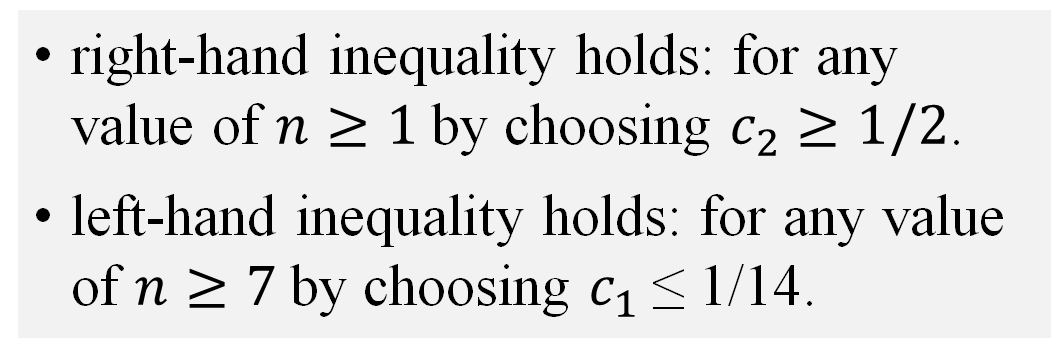 • right-hand inequality holds: for any
value of n ≥ 1 by choosing c₂ ≥ 1/2.
• left-hand inequality holds: for any value
of n ≥ 7 by choosing c₁ ≤ 1/14.